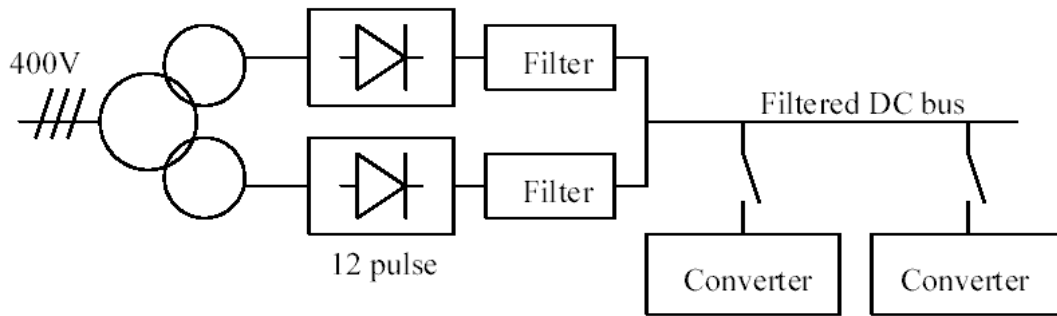 400V
Filter
Filtered DC bus
Filter
12 pulse
Converter
Converter